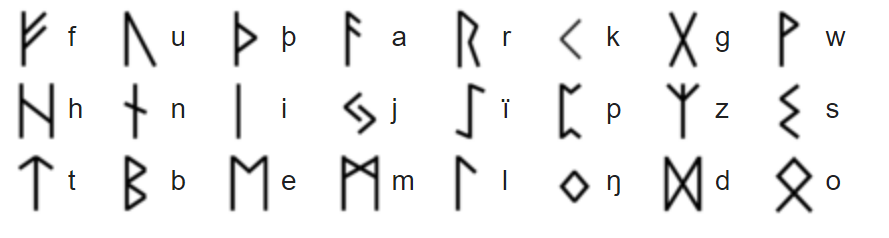 ᚠ f ᚢ u ᚦ þ ᚨ a ᚱ r ᚲ k ᚷ g ᚹ w
ᚺ h ᚾ n ᛁ i ᛃ j ᛇ ï ᛈ p ᛉ z ᛊ s
ᛏ t ᛒ b ᛖ e ᛗ m ᛚ l ᛜ ŋ ᛞ d ᛟ o